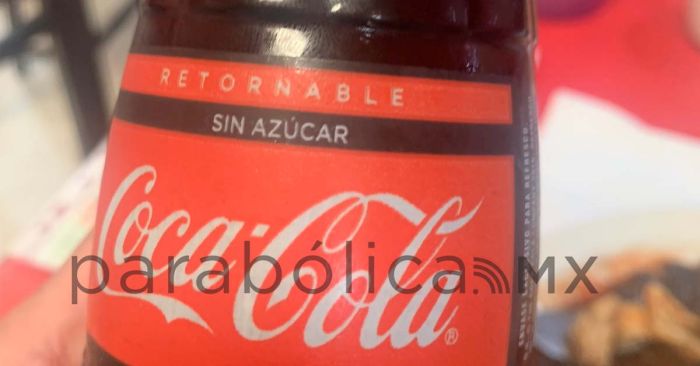 RETORNABLE
SIN AZÚCAR
Coca-Cola®
parabólica.MX